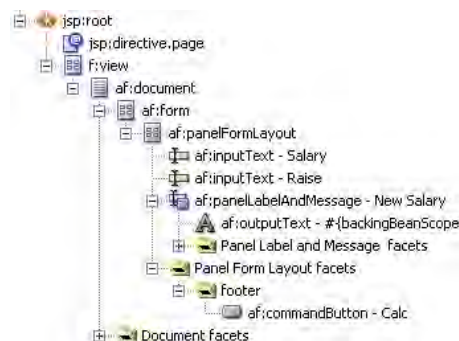 jsp:root
jsp:directive.page
f:view
af:document
af:form
af:panelFormLayout
af:inputText - Salary
af:inputText - Raise
af:panelLabelAndMessage - New Salary
af:outputText - #{backingBeanScope
Panel Label and Message facets
Panel Form Layout facets
footer
af:commandButton - Calc
Document facets